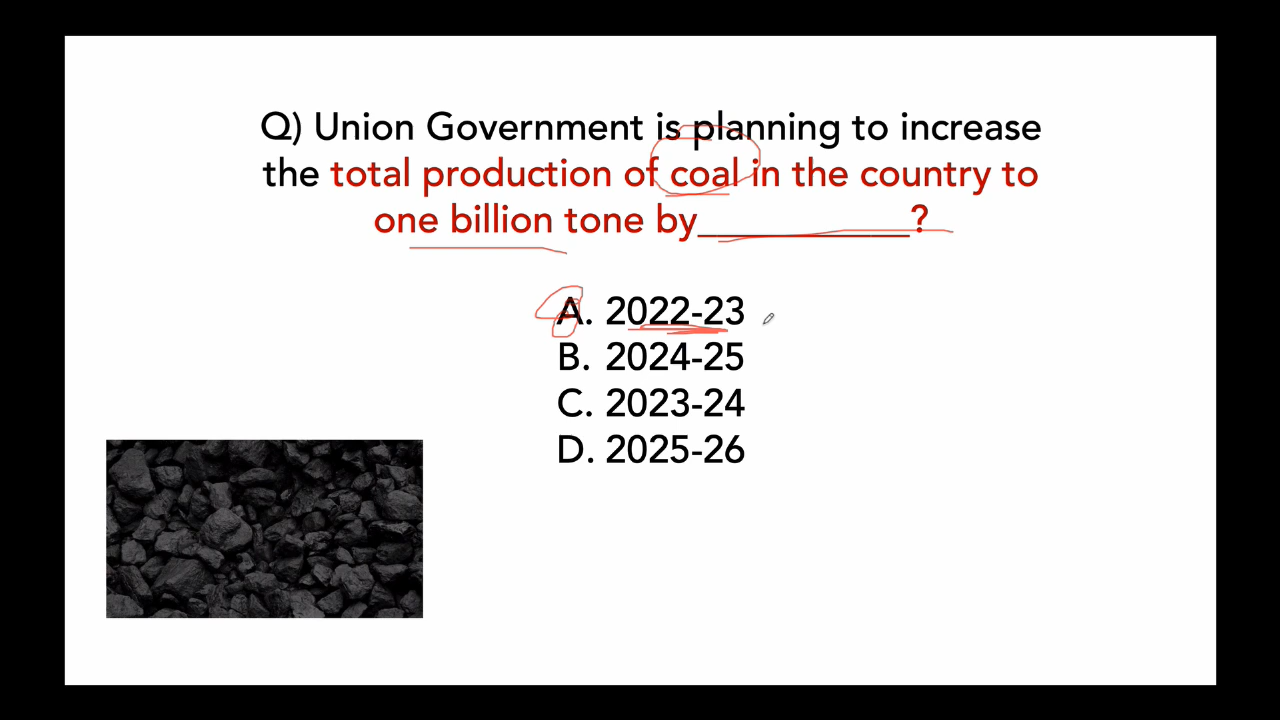 Q) Union Government is planning to increase
the total production of coal in the country to
one billion tone by___________?
A. 2022-23
B. 2024-25
C. 2023-24
D. 2025-26